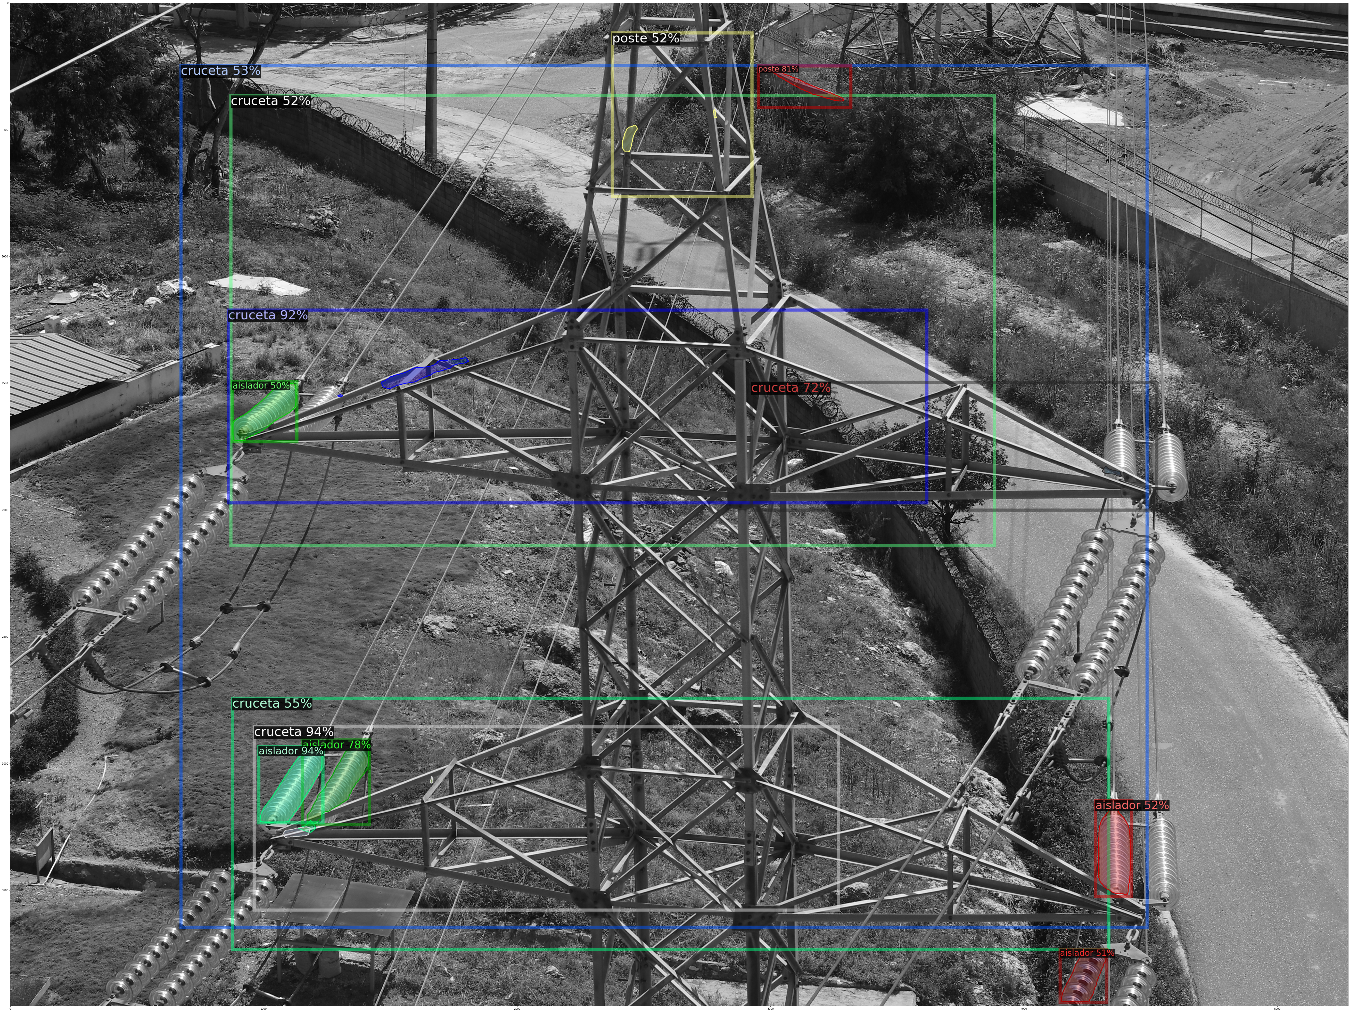 poste 52%
cruceta 53%
poste 81%
cruceta 52%
cruceta 92%
aislador 50%
cruceta 72%
cruceta 55%
cruceta 94%
aislador 78%
aislador 94%
aislador 52%
aislador 51%